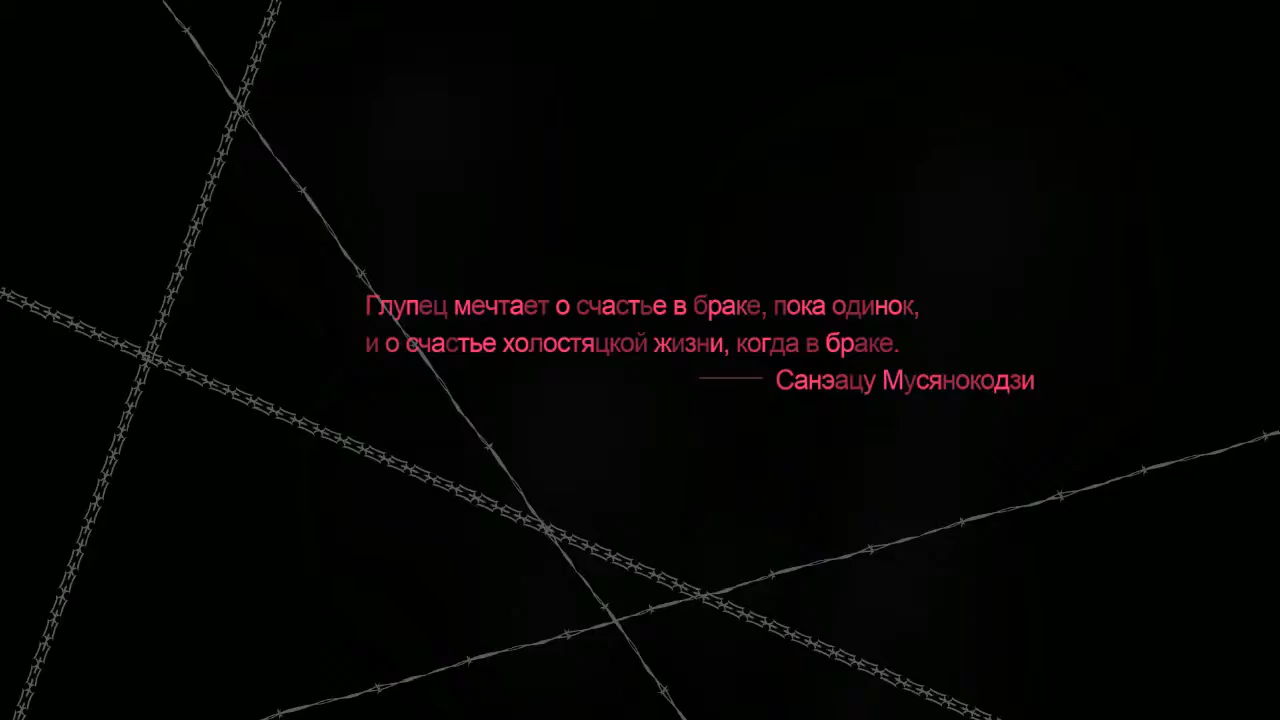 Глупец мечтает о счастье в браке, пока одинок,
и о счастье холостяцкой жизни, когда в браке.
—— Санэацу Мусянокодзи